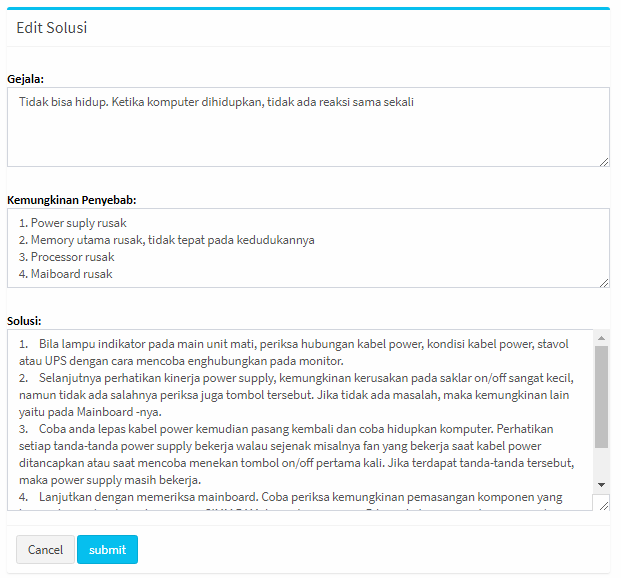 Edit Solusi
Gejala:
Tidak bisa hidup. Ketika komputer dihidupkan, tidak ada reaksi sama sekali
Kemungkinan Penyebab:
1. Power suply rusak
2. Memory utama rusak, tidak tepat pada kedudukannya
3. Processor rusak
4. Maiboard rusak
Solusi:
1. Bila lampu indikator pada main unit mati, periksa hubungan kabel power, kondisi kabel power, stavol
atau UPS dengan cara mencoba enghubungkan pada monitor.
2. Selanjutnya perhatikan kinerja power supply, kemungkinan kerusakan pada saklar on/off sangat kecil,
namun tidak ada salahnya periksa juga tombol tersebut. Jika tidak ada masalah, maka kemungkinan lain
yaitu pada Mainboard -nya.
3. Coba anda lepas kabel power kemudian pasang kembali dan coba hidupkan komputer. Perhatikan
setiap tanda-tanda power supply bekerja walau sejenak misalnya fan yang bekerja saat kabel power
ditancapkan atau saat mencoba menekan tombol on/off pertama kali. Jika terdapat tanda-tanda tersebut,
maka power supply masih bekerja.
4. Lanjutkan dengan memeriksa mainboard. Coba periksa kemungkinan pemasangan komponen yang
Cancel
submit